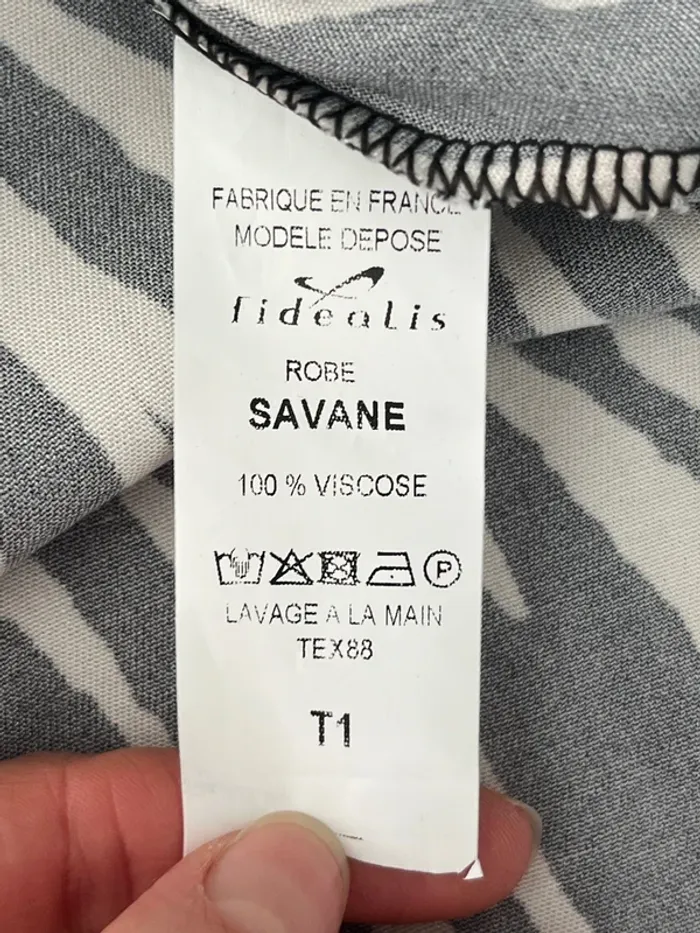 FABRIQUE EN FRANCE
MODELE DEPOSE
fidealis
ROBE
SAVANE
100 % VISCOSE
P
LAVAGE A LA MAIN
TEX88
T1